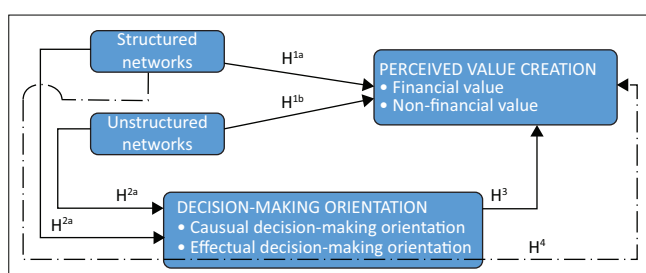 Structured
networks
H1a
PERCEIVED VALUE CREATION
• Financial value
• Non-financial value
H1b
Unstructured
networks
H2a
H2a
DECISION-MAKING ORIENTATION
• Causual decision-making orientation
• Effectual decision-making orientation
H3
H4